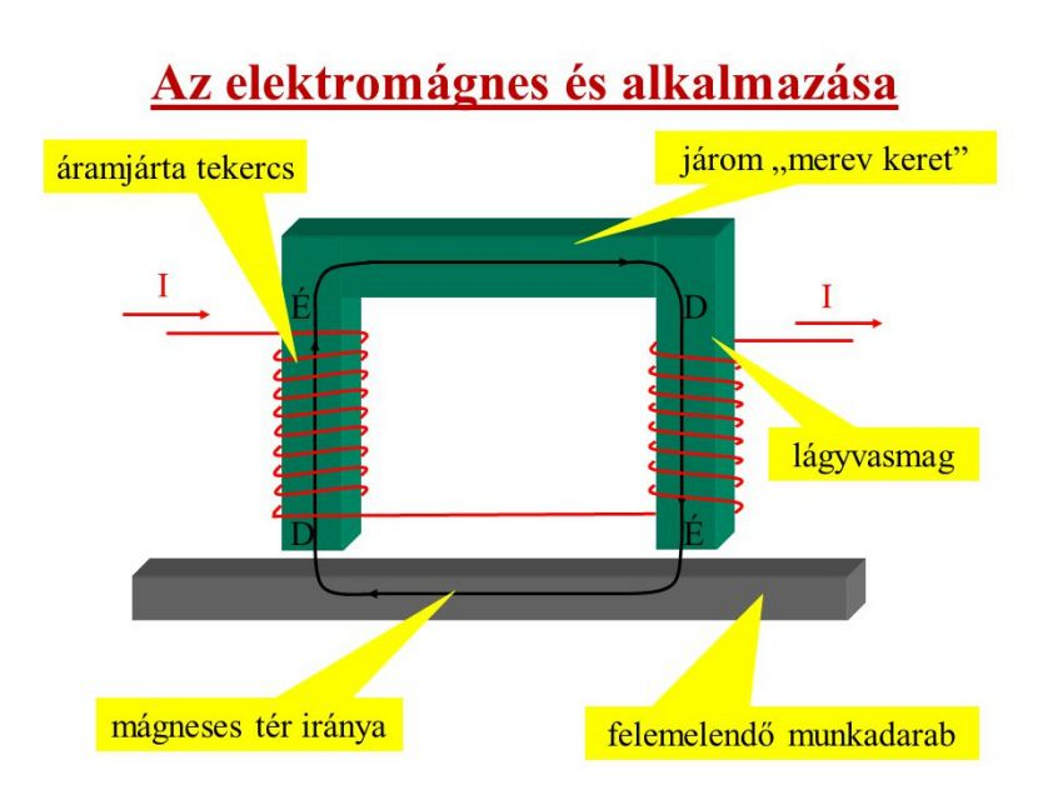 Az elektromágnes és alkalmazása
áramjárta tekercs
járom „merev keret”
I
I
É
D
lágyvasmag
D
É
mágneses tér iránya
felemelendő munkadarab